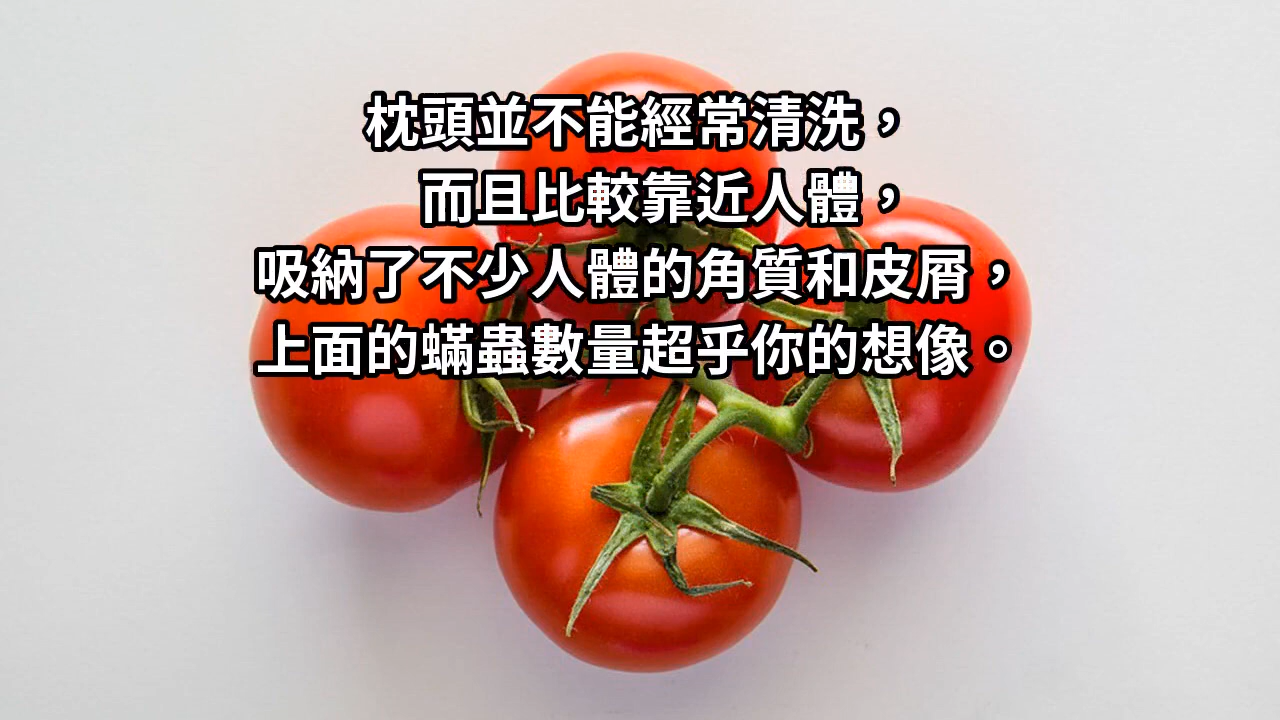 枕頭並不能經常清洗，
而且比較靠近人體，
吸納了不少人體的角質和皮屑，
上面的蟎蟲數量超乎你的想像。